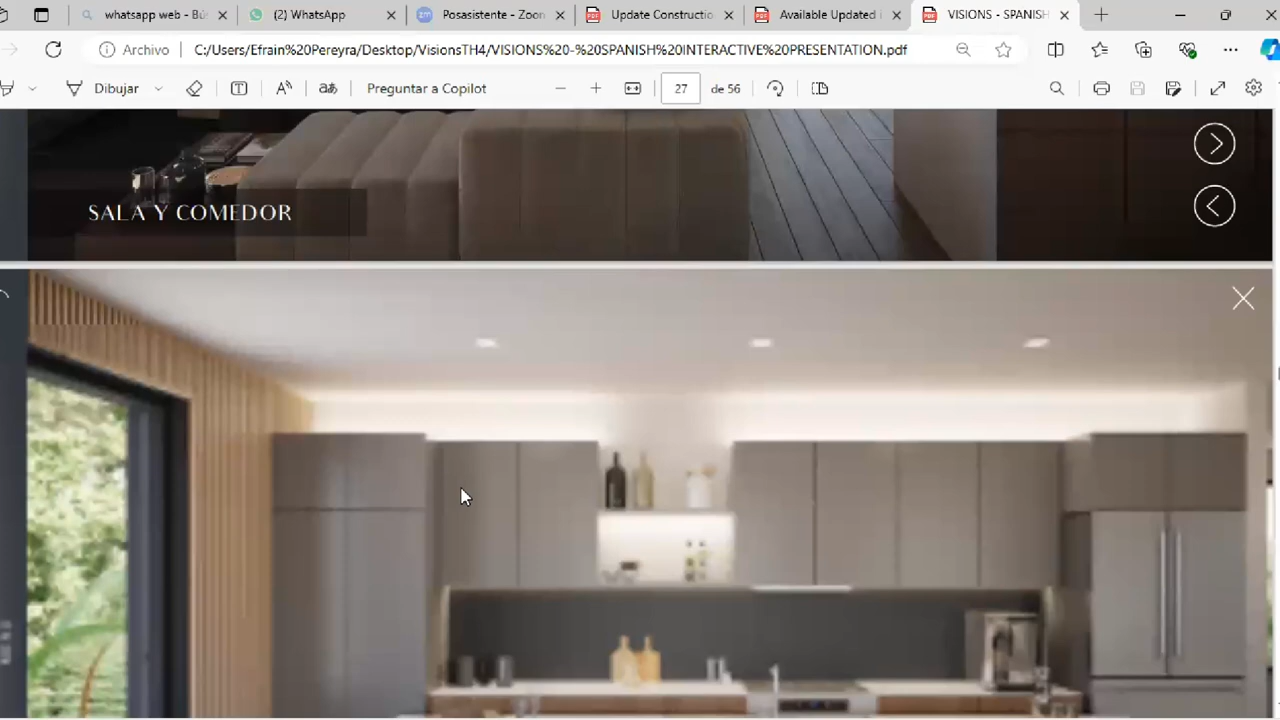 whatsapp web - Bús
(2) WhatsApp
Posasistente - Zoom
Update Constructio
Available Updated i
VISIONS - SPANISH
Archivo
C:/Users/Efrain%20Pereyra/Desktop/VisionsTH4/VISIONS%20-%20SPANISH%20INTERACTIVE%20PRESENTATION.pdf
Dibujar
Preguntar a Copilot
27
de 56
SALA Y COMEDOR